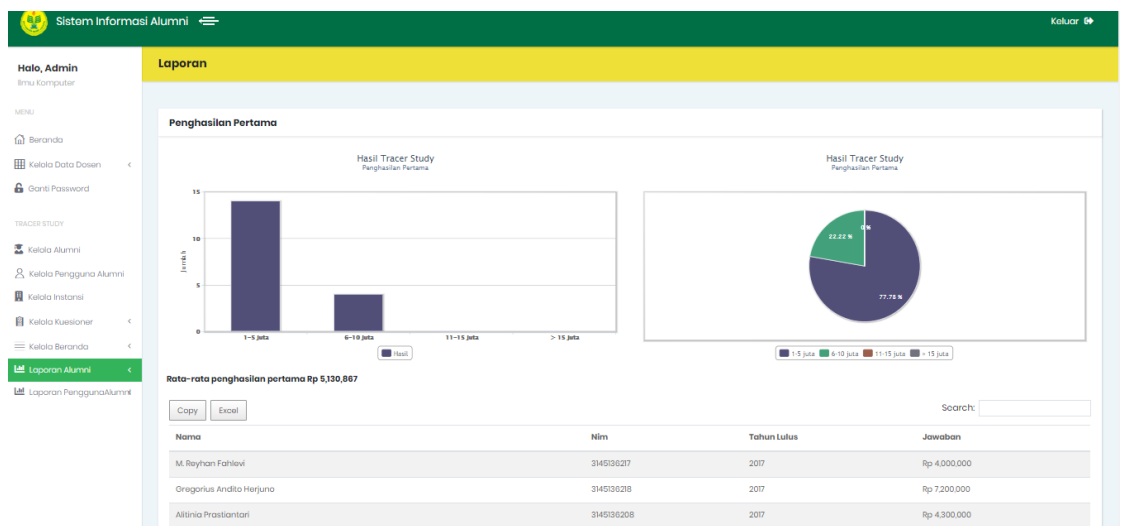 Sistem Informasi Alumni
Keluar
Halo, Admin
Ilmu Komputer
MENU
Beranda
Kelola Data Dosen
Ganti Password
TRACER STUDY
Kelola Alumni
Kelola Pengguna Alumni
Kelola Instansi
Kelola Kuesioner
Kelola Beranda
Laporan Alumni
Laporan PenggunaAlumni
Laporan
Penghasilan Pertama
Hasil Tracer Study
Penghasilan Pertama
15
10
5
0
Jumlah
1-5 juta 6-10 juta 11-15 juta > 15 juta
Hasil
Hasil Tracer Study
Penghasilan Pertama
0 %
22.22 %
77.78 %
1-5 juta 6-10 juta 11-15 juta > 15 juta
Rata-rata penghasilan pertama Rp 5,130,867
Copy Excel
Search:
Nama Nim Tahun Lulus Jawaban
M. Reyhan Fahlevi 3145136217 2017 Rp 4,000,000
Gregorius Andito Herjuno 3145136218 2017 Rp 7,200,000
Alitinia Prastiantari 3145136208 2017 Rp 4,300,000